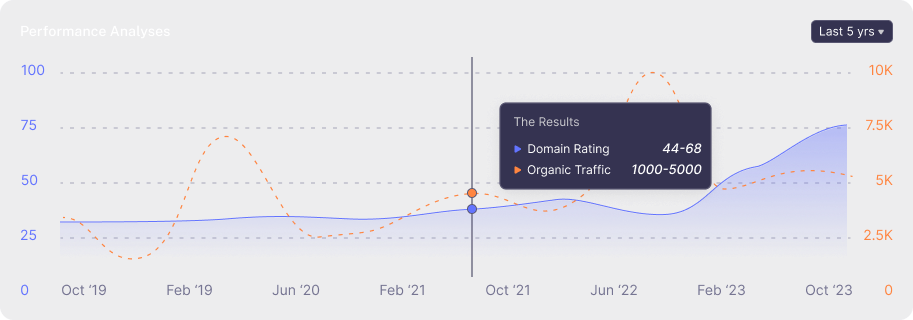 Performance Analyses
Last 5 yrs
100
10K
75
7.5K
The Results
Domain Rating 44-68
Organic Traffic 1000-5000
50
5K
25
2.5K
0
Oct ‘19 Feb ‘19 Jun ‘20 Feb ‘21 Oct ‘21 Jun ‘22 Feb ‘23 Oct ‘23
0